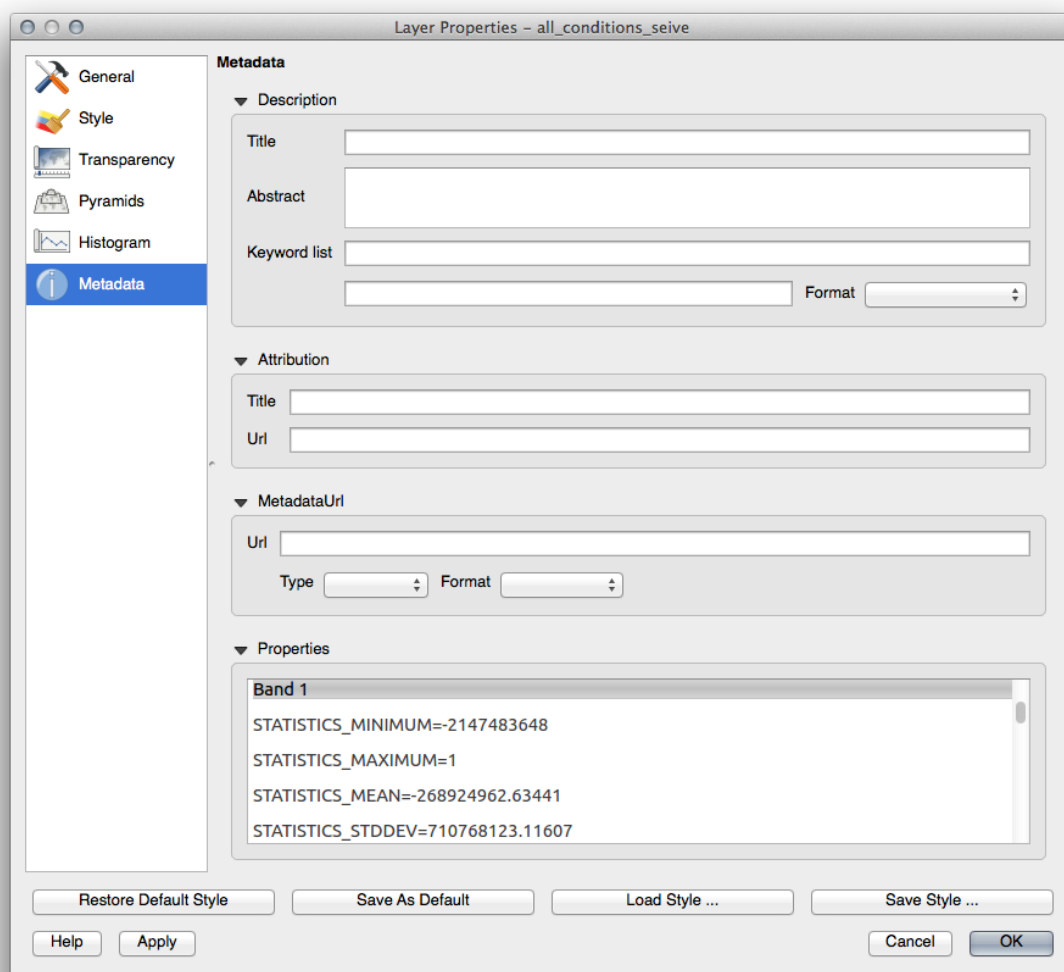 Layer Properties – all_conditions_seive
General
Style
Transparency
Pyramids
Histogram
Metadata
Metadata
Description
Title
Abstract
Keyword list
Format
Attribution
Title
Url
MetadataUrl
Url
Type Format
Properties
Band 1
STATISTICS_MINIMUM=-2147483648
STATISTICS_MAXIMUM=1
STATISTICS_MEAN=-268924962.63441
STATISTICS_STDDEV=710768123.11607
Restore Default Style Save As Default Load Style ... Save Style ...
Help Apply Cancel OK